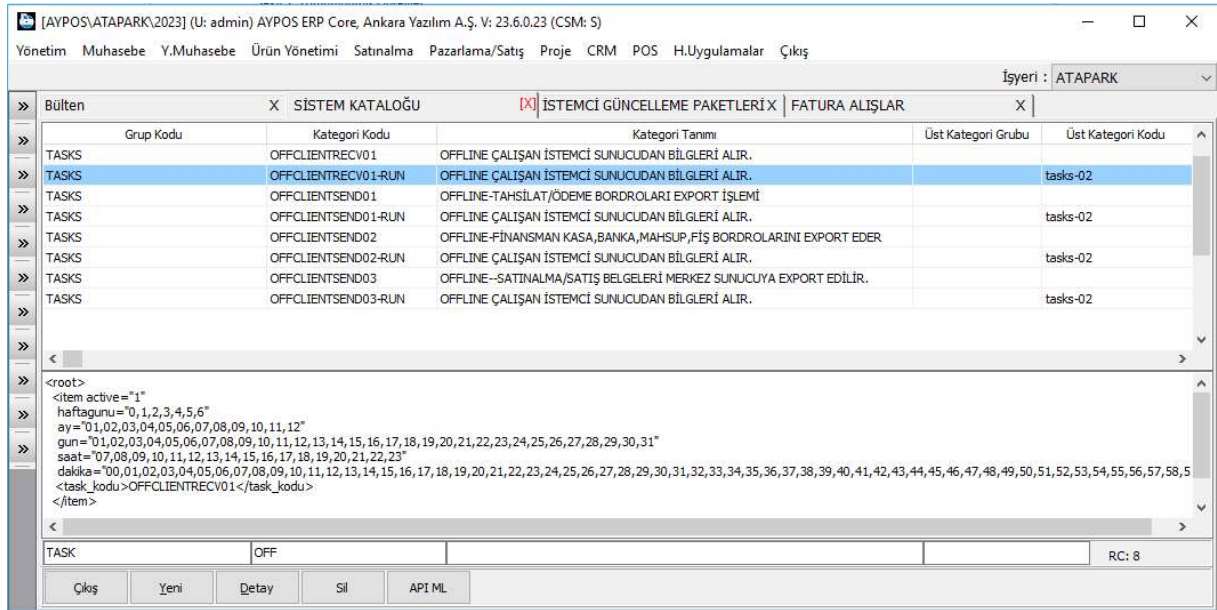 [AYPOS\ATAPARK\2023] (U: admin) AYPOS ERP Core, Ankara Yazılım A.Ş. V: 23.6.0.23 (CSM: S)
Yönetim Muhasebe Y.Muhasebe Ürün Yönetimi Satınalma Pazarlama/Satış Proje CRM POS H.Uygulamalar Çıkış
İşyeri : ATAPARK
Bülten X SİSTEM KATALOĞU [X] İSTEMCİ GÜNCELLEME PAKETLERİ X FATURA ALIŞLAR X
Grup Kodu Kategori Kodu Kategori Tanımı Üst Kategori Grubu Üst Kategori Kodu
TASKS OFFCLIENTRECV01 OFFLINE ÇALIŞAN İSTEMCİ SUNUCUDAN BİLGLERİ ALIR.
TASKS OFFCLIENTRECV01-RUN OFFLINE ÇALIŞAN İSTEMCİ SUNUCUDAN BİLGLERİ ALIR. tasks-02
TASKS OFFCLIENTSEND01 OFFLINE-TAHSİLAT/ÖDEME BORDROLARI EXPORT İŞLEMİ
TASKS OFFCLIENTSEND01-RUN OFFLINE ÇALIŞAN İSTEMCİ SUNUCUDAN BİLGLERİ ALIR. tasks-02
TASKS OFFCLIENTSEND02 OFFLINE-FİNANSMAN KASA,BANKA,MAHSUP,FİŞ BORDROLARINI EXPORT EDER
TASKS OFFCLIENTSEND02-RUN OFFLINE ÇALIŞAN İSTEMCİ SUNUCUDAN BİLGLERİ ALIR. tasks-02
TASKS OFFCLIENTSEND03 OFFLINE--SATINALMA/SATIŞ BELGELERİ MERKEZ SUNUCUYA EXPORT EDİLİR.
TASKS OFFCLIENTSEND03-RUN OFFLINE ÇALIŞAN İSTEMCİ SUNUCUDAN BİLGLERİ ALIR. tasks-02
<root>
<item active="1"
haftagunu="0,1,2,3,4,5,6"
ay="01,02,03,04,05,06,07,08,09,10,11,12"
gun="01,02,03,04,05,06,07,08,09,10,11,12,13,14,15,16,17,18,19,20,21,22,23,24,25,26,27,28,29,30,31"
saat="07,08,09,10,11,12,13,14,15,16,17,18,19,20,21,22,23"
dakika="00,01,02,03,04,05,06,07,08,09,10,11,12,13,14,15,16,17,18,19,20,21,22,23,24,25,26,27,28,29,30,31,32,33,34,35,36,37,38,39,40,41,42,43,44,45,46,47,48,49,50,51,52,53,54,55,56,57,58,5
<task_kodu>OFFCLIENTRECV01</task_kodu>
</item>
TASK OFF RC: 8
Çıkış Yeni Detay Sil API ML